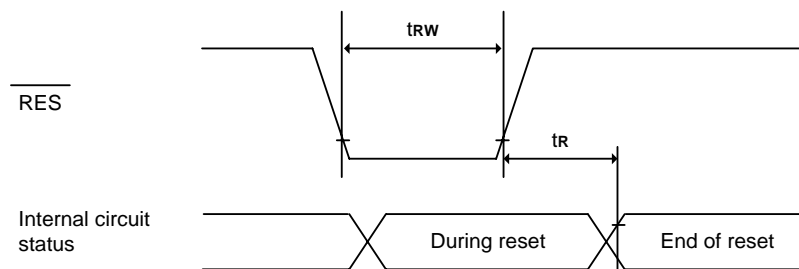 tRW
RES
tR
Internal circuit
status
During reset
End of reset